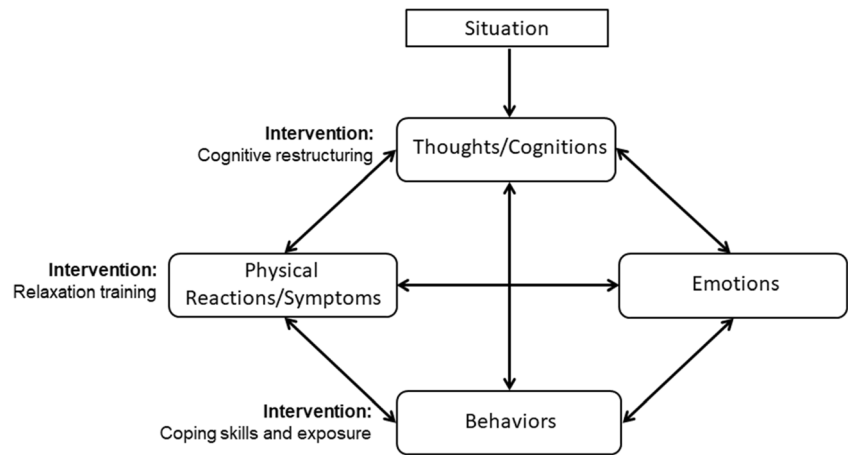 Situation
Intervention:
Cognitive restructuring
Thoughts/Cognitions
Intervention:
Relaxation training
Physical
Reactions/Symptoms
Emotions
Intervention:
Coping skills and exposure
Behaviors